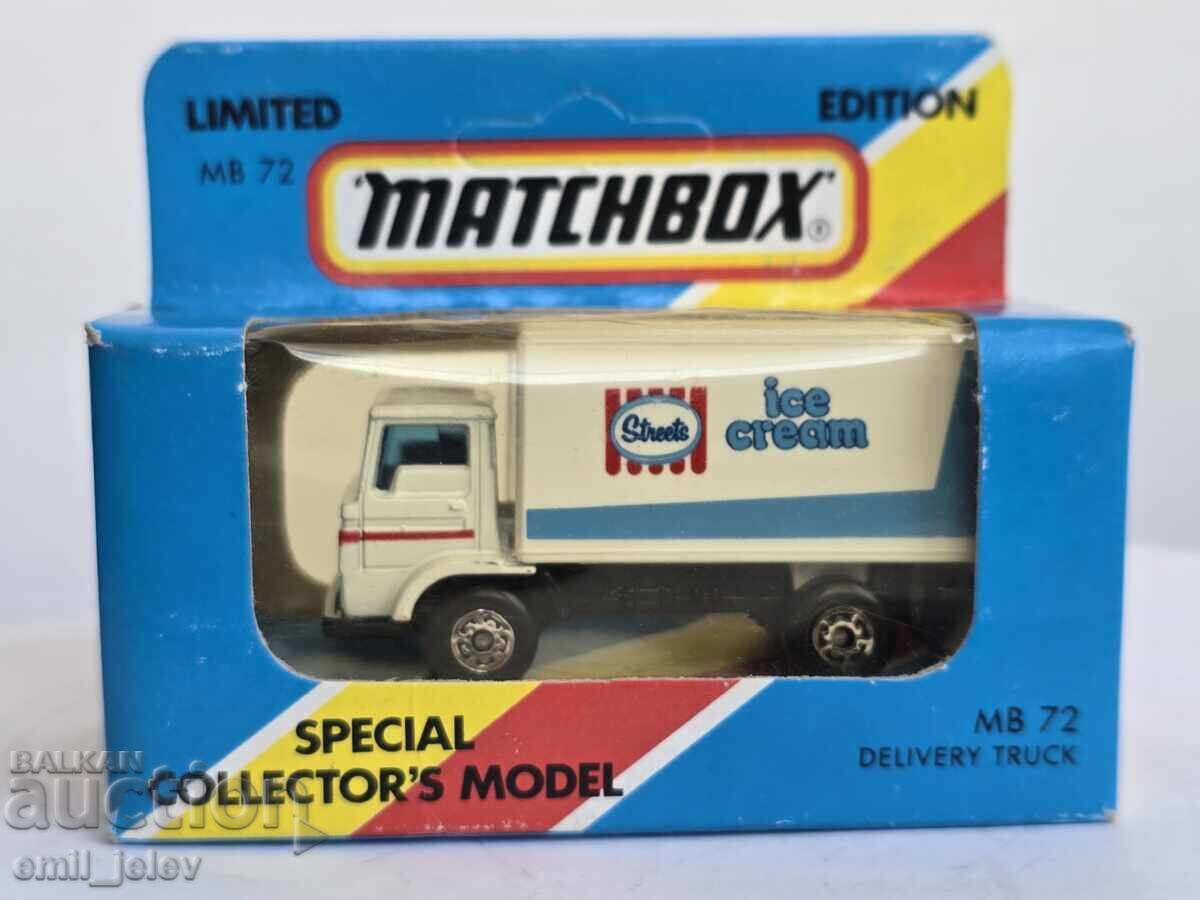 LIMITED EDITION
MB 72
"MATCHBOX"®
Streets
ice
cream
SPECIAL
COLLECTOR'S MODEL
MB 72
DELIVERY TRUCK
BALKAN
auction
emil_jelev